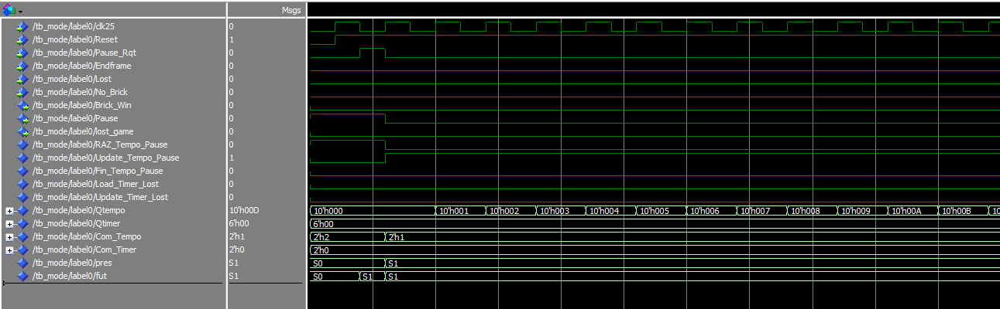 Msgs
/tb_mode/label0/clk25 0
/tb_mode/label0/Reset 1
/tb_mode/label0/Pause_Rqt 0
/tb_mode/label0/Endframe 0
/tb_mode/label0/Lost 0
/tb_mode/label0/No_Brick 0
/tb_mode/label0/Brick_Win 0
/tb_mode/label0/Pause 0
/tb_mode/label0/lost_game 0
/tb_mode/label0/RAZ_Tempo_Pause 0
/tb_mode/label0/Update_Tempo_Pause 1
/tb_mode/label0/Fin_Tempo_Pause 0
/tb_mode/label0/Load_Timer_Lost 0
/tb_mode/label0/Update_Timer_Lost 0
/tb_mode/label0/Qtempo 10'h00D 10'h000 10'h001 10'h002 10'h003 10'h004 10'h005 10'h006 10'h007 10'h008 10'h009 10'h00A 10'h00B
/tb_mode/label0/Qtimer 6'h00 6'h00
/tb_mode/label0/Com_Tempo 2'h1 2'h2 2'h1
/tb_mode/label0/Com_Timer 2'h0 2'h0
/tb_mode/label0/pres S1 S0 S1
/tb_mode/label0/fut S1 S0 S1 S1